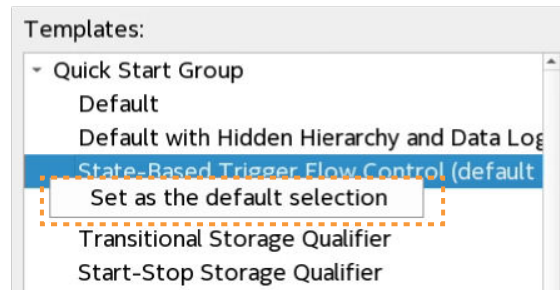 Templates:
Quick Start Group
Default
Default with Hidden Hierarchy and Data Log
State-Based Trigger Flow Control (default
Set as the default selection
Transitional Storage Qualifier
Start-Stop Storage Qualifier